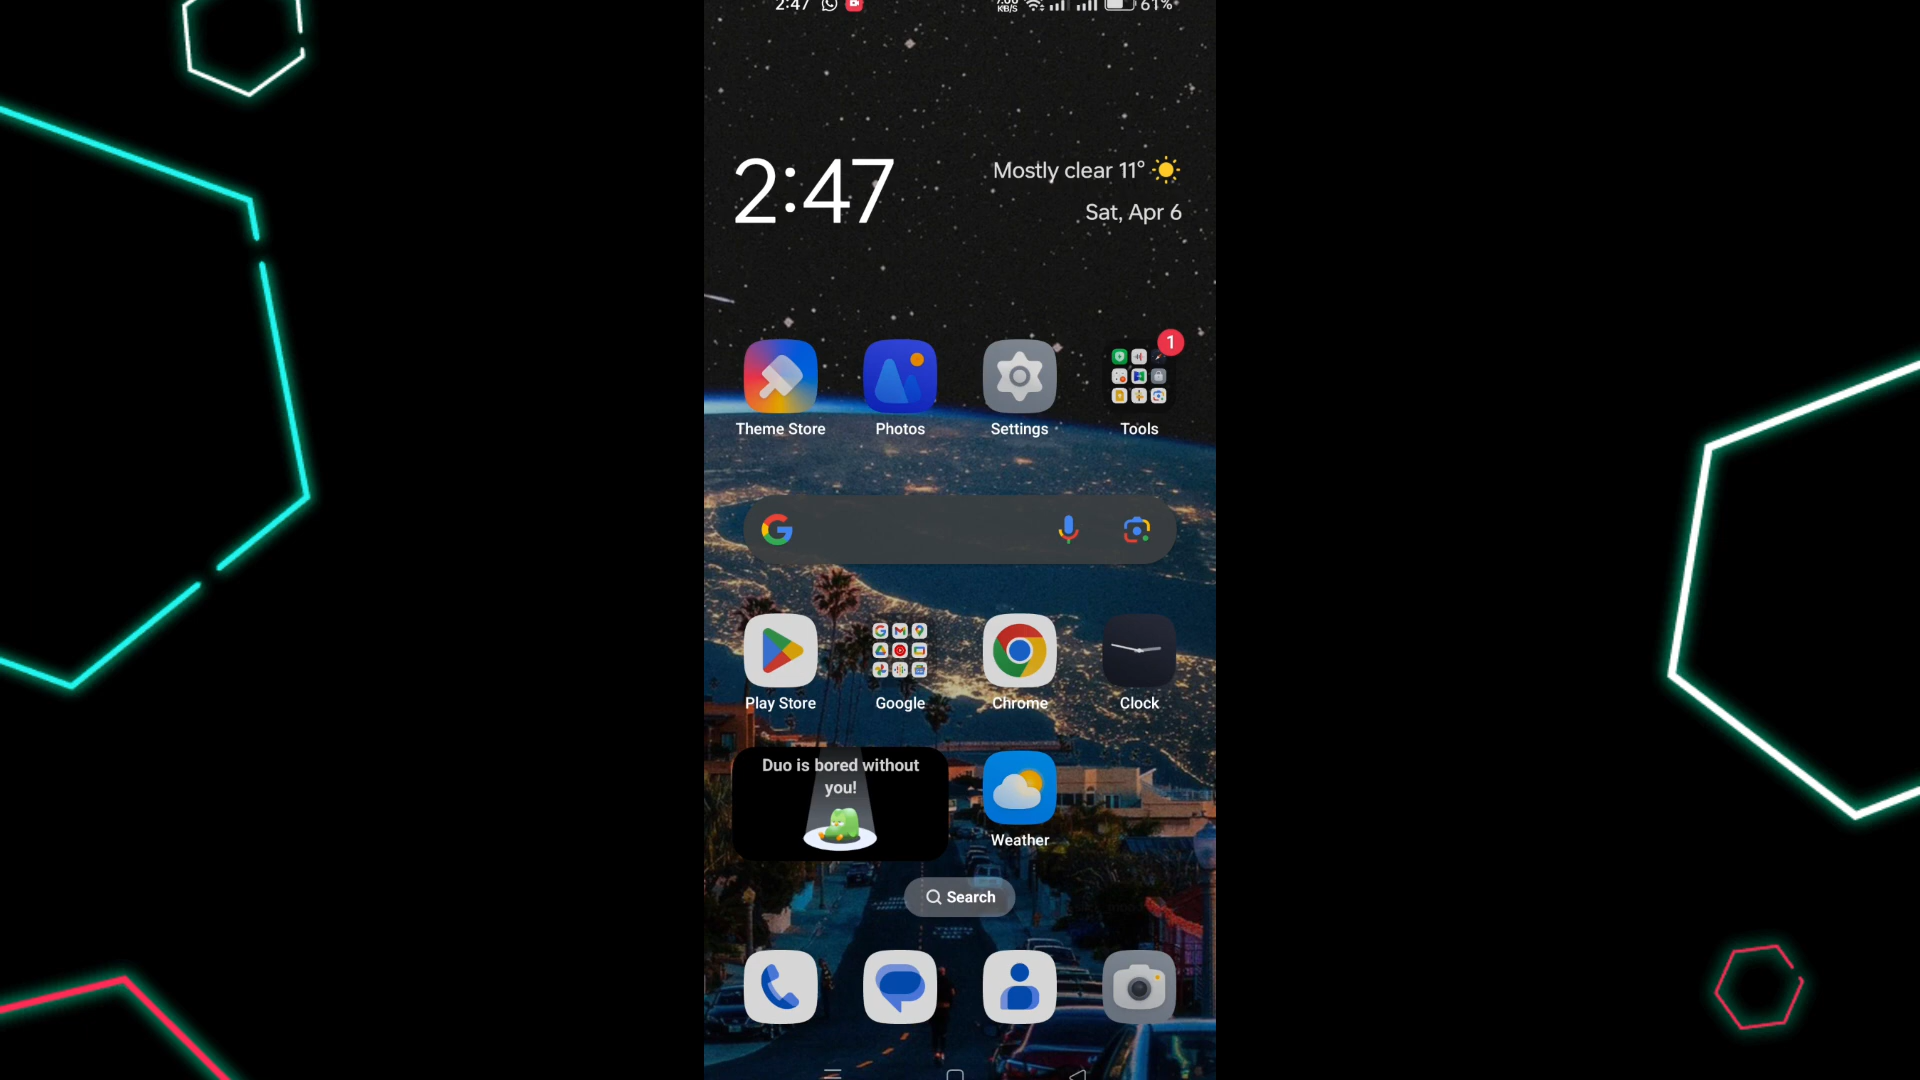 2:47
KB/S
61%
2:47
Mostly clear 11°
Sat, Apr 6
1
Theme Store
Photos
Settings
Tools
Play Store
Google
Chrome
Clock
Duo is bored without
you!
Weather
Search